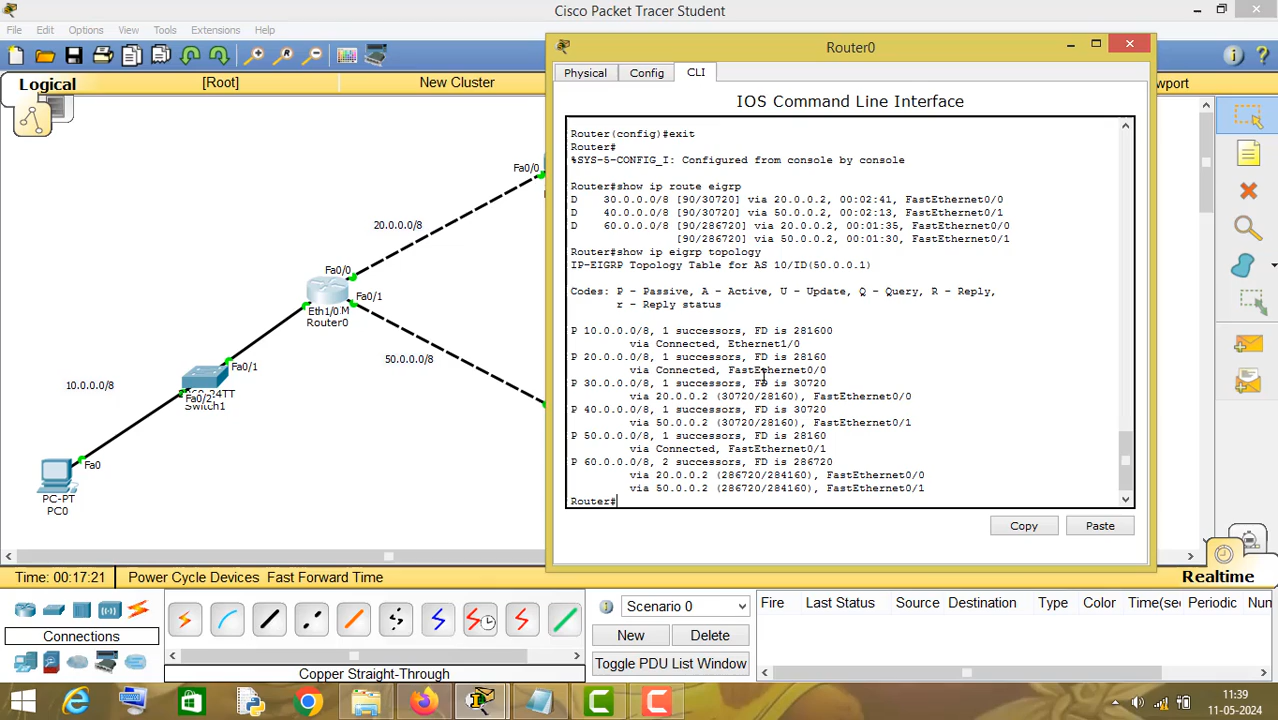 Cisco Packet Tracer Student
File Edit Options View Tools Extensions Help
Logical [Root] New Cluster
wport
Router0
Physical Config CLI
IOS Command Line Interface
Router(config)#exit
Router#
%SYS-5-CONFIG_I: Configured from console by console
Router#show ip route eigrp
D 30.0.0.0/8 [90/30720] via 20.0.0.2, 00:02:41, FastEthernet0/0
D 40.0.0.0/8 [90/30720] via 50.0.0.2, 00:02:13, FastEthernet0/1
D 60.0.0.0/8 [90/286720] via 20.0.0.2, 00:01:35, FastEthernet0/0
[90/286720] via 50.0.0.2, 00:01:30, FastEthernet0/1
Router#show ip eigrp topology
IP-EIGRP Topology Table for AS 10/ID(50.0.0.1)
Codes: P - Passive, A - Active, U - Update, Q - Query, R - Reply,
r - Reply status
P 10.0.0.0/8, 1 successors, FD is 281600
via Connected, Ethernet1/0
P 20.0.0.0/8, 1 successors, FD is 28160
via Connected, FastEthernet0/0
P 30.0.0.0/8, 1 successors, FD is 30720
via 20.0.0.2 (30720/28160), FastEthernet0/0
P 40.0.0.0/8, 1 successors, FD is 30720
via 50.0.0.2 (30720/28160), FastEthernet0/1
P 50.0.0.0/8, 1 successors, FD is 28160
via Connected, FastEthernet0/1
P 60.0.0.0/8, 2 successors, FD is 286720
via 20.0.0.2 (286720/284160), FastEthernet0/0
via 50.0.0.2 (286720/284160), FastEthernet0/1
Router#
Copy Paste
Fa0/0
20.0.0.0/8
Fa0/0
Fa0/1
Eth1/0
Router0
50.0.0.0/8
Fa0/1
10.0.0.0/8
Fa0/2
Switch1
Fa0
PC-PT
PC0
Time: 00:17:21 Power Cycle Devices Fast Forward Time
Realtime
Connections
Copper Straight-Through
Scenario 0
New Delete
Toggle PDU List Window
Fire Last Status Source Destination Type Color Time(sec Periodic Num
11:39
11-05-2024